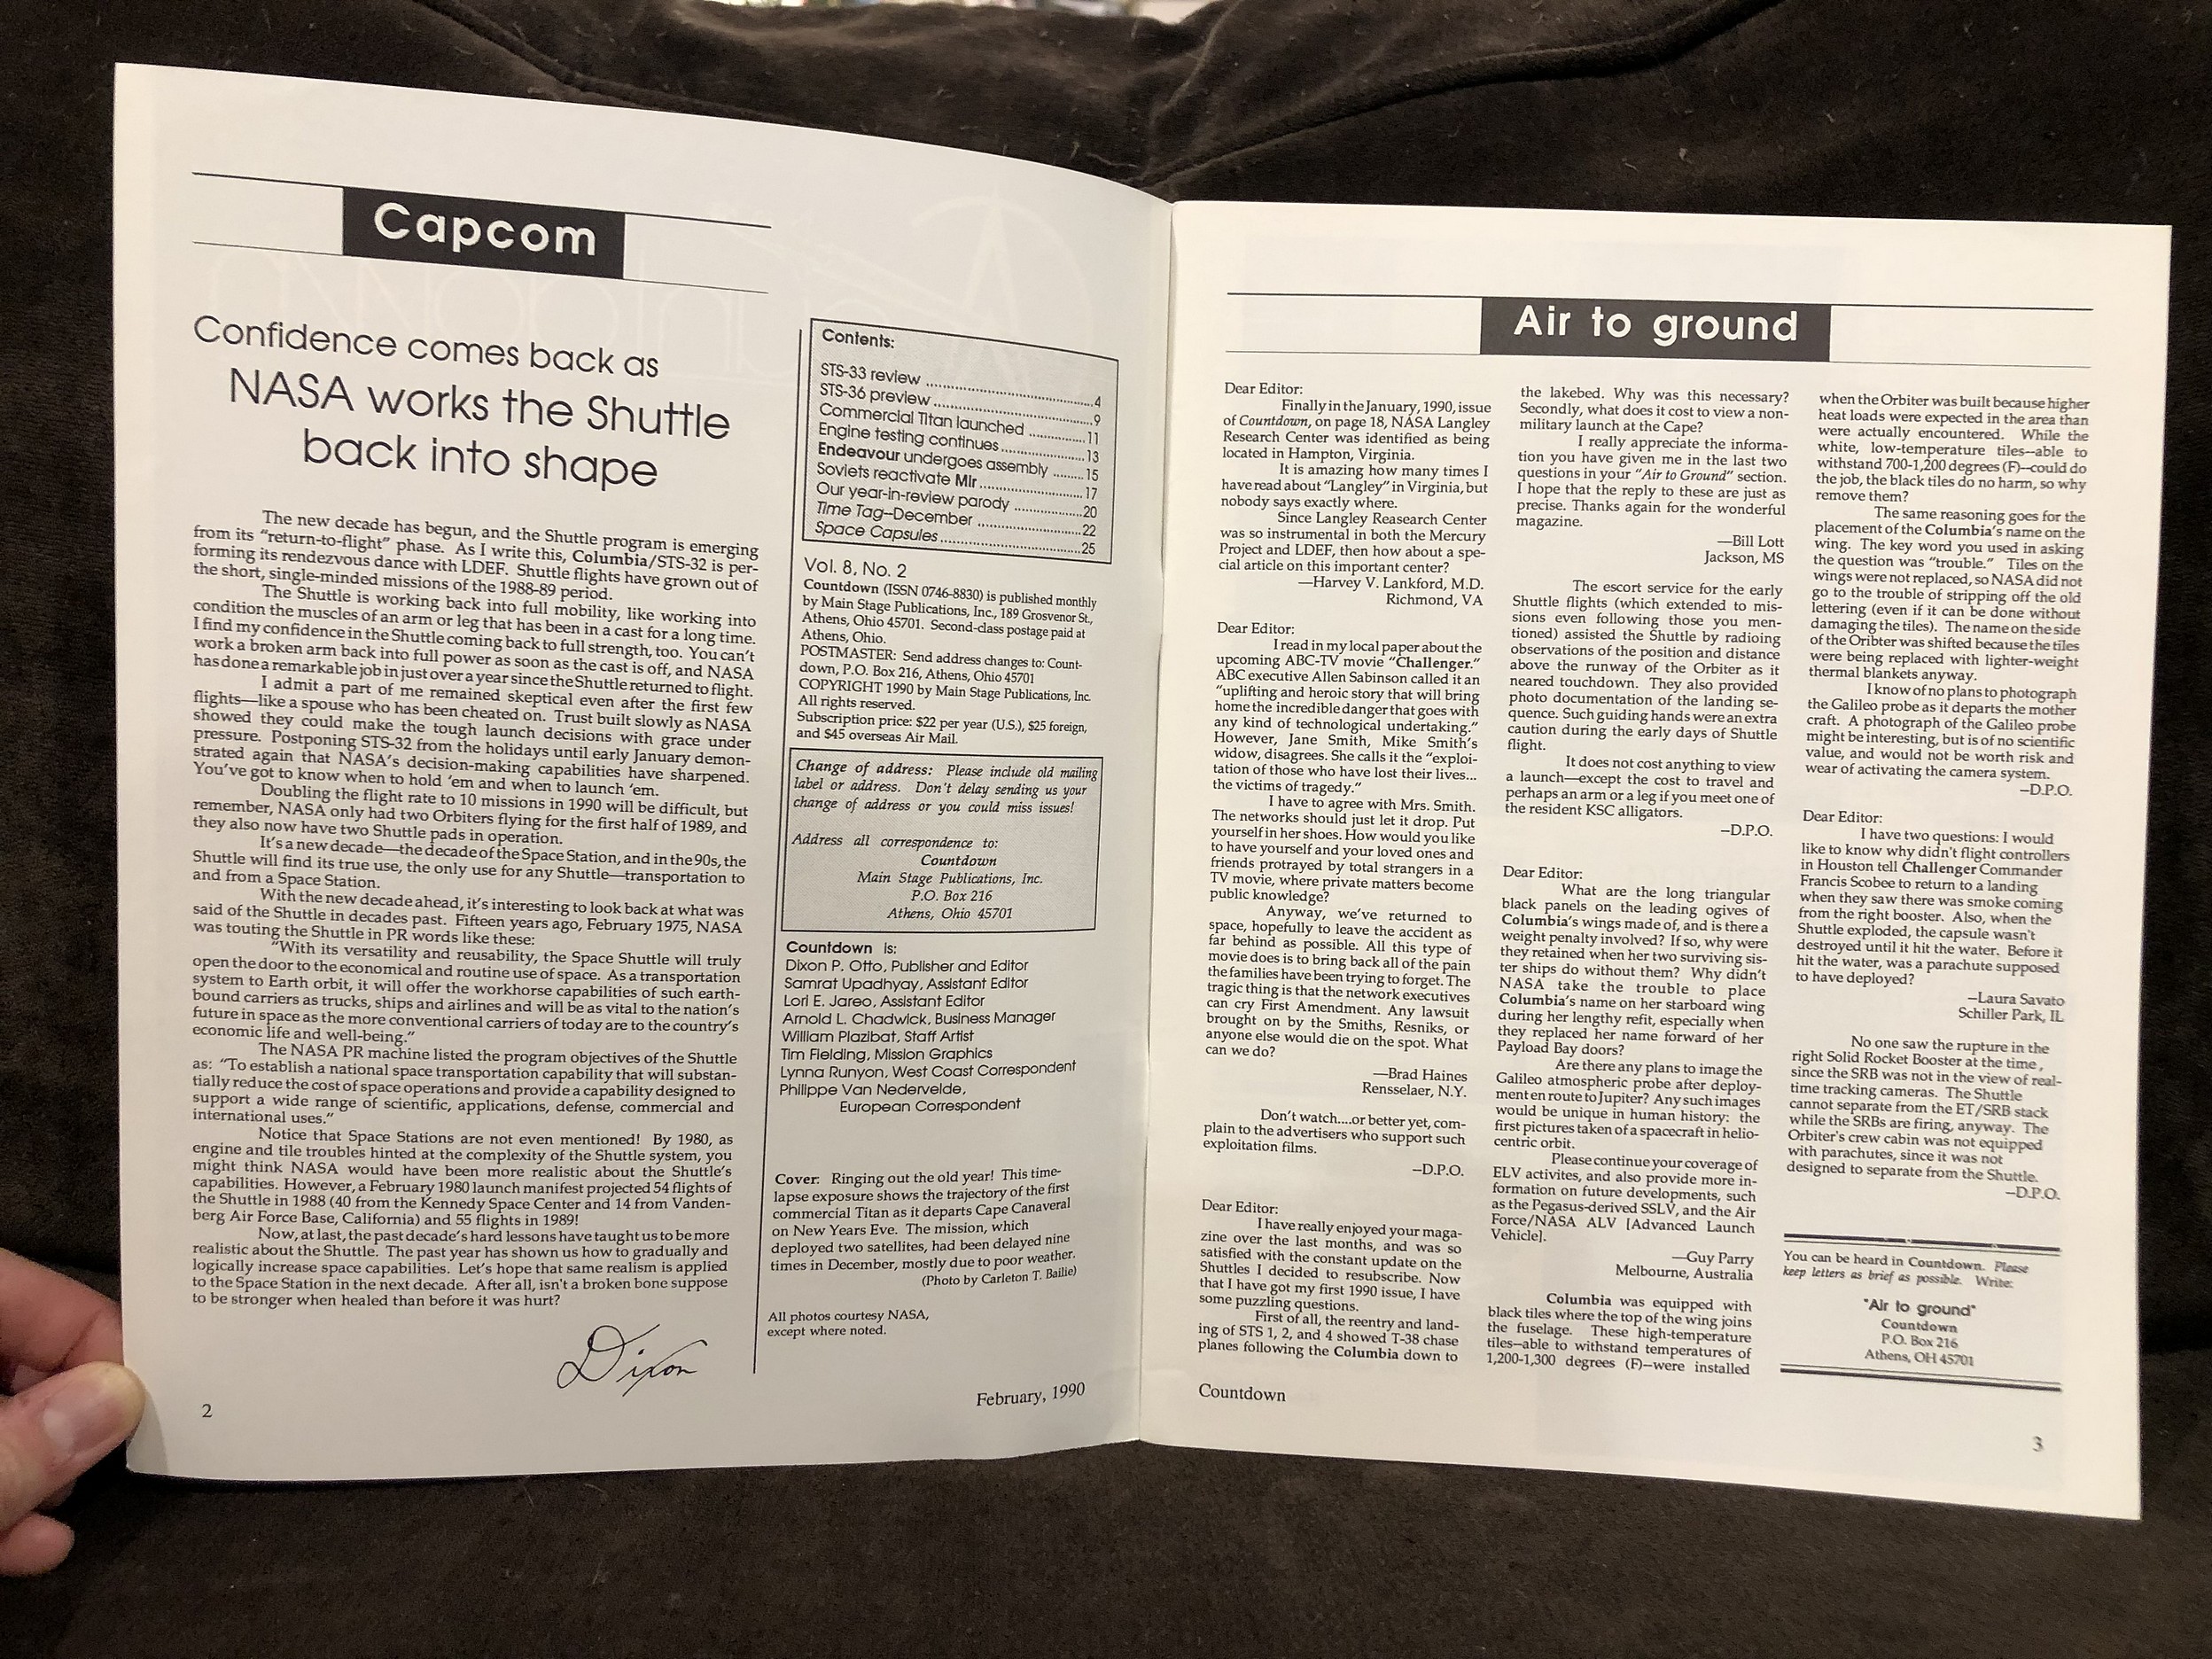 Capcom
Confidence comes back as
NASA works the Shuttle
back into shape
The new decade has begun, and the Shuttle program is emerging
from its "return-to-flight" phase. As I write this, Columbia/STS-32 is per-
forming its rendezvous dance with LDEF. Shuttle flights have grown out of
the short, single-minded missions of the 1988-89 period.
The Shuttle is working back into full mobility, like working into
condition the muscles of an arm or leg that has been in a cast for a long time.
I find my confidence in the Shuttle coming back to full strength, too. You can't
work a broken arm back into full power as soon as the cast is off, and NASA
has done a remarkable job in just over a year since the Shuttle returned to flight.
I admit a part of me remained skeptical even after the first few
flights—like a spouse who has been cheated on. Trust built slowly as NASA
showed they could make the tough launch decisions with grace under
pressure. Postponing STS-32 from the holidays until early January demon-
strated again that NASA's decision-making capabilities have sharpened.
You've got to know when to hold 'em and when to launch 'em.
Doubling the flight rate to 10 missions in 1990 will be difficult, but
remember, NASA only had two Orbiters flying for the first half of 1989, and
they also now have two Shuttle pads in operation.
It's a new decade—the decade of the Space Station, and in the 90s, the
Shuttle will find its true use, the only use for any Shuttle—transportation to
and from a Space Station.
With the new decade ahead, it's interesting to look back at what was
said of the Shuttle in decades past. Fifteen years ago, February 1975, NASA
was touting the Shuttle in PR words like these:
"With its versatility and reusability, the Space Shuttle will truly
open the door to the economical and routine use of space. As a transportation
system to Earth orbit, it will offer the workhorse capabilities of such earth-
bound carriers as trucks, ships and airlines and will be as vital to the nation's
future in space as the more conventional carriers of today are to the country's
economic life and well-being."
The NASA PR machine listed the program objectives of the Shuttle
as: "To establish a national space transportation capability that will substan-
tially reduce the cost of space operations and provide a capability designed to
support a wide range of scientific, applications, defense, commercial and
international uses."
Notice that Space Stations are not even mentioned! By 1980, as
engine and tile troubles hinted at the complexity of the Shuttle system, you
might think NASA would have been more realistic about the Shuttle's
capabilities. However, a February 1980 launch manifest projected 54 flights of
the Shuttle in 1988 (40 from the Kennedy Space Center and 14 from Vanden-
berg Air Force Base, California) and 55 flights in 1989!
Now, at last, the past decade's hard lessons have taught us to be more
realistic about the Shuttle. The past year has shown us how to gradually and
logically increase space capabilities. Let's hope that same realism is applied
to the Space Station in the next decade. After all, isn't a broken bone suppose
to be stronger when healed than before it was hurt?
Dixon
2
Contents:
STS-33 review ........................................4
STS-36 preview .......................................9
Commercial Titan launched ..............11
Engine testing continues....................13
Endeavour undergoes assembly .........15
Soviets reactivate Mir .........................17
Our year-in-review parody .................20
Time Tag--December ..........................22
Space Capsules...................................25
Vol. 8, No. 2
Countdown (ISSN 0746-8830) is published monthly
by Main Stage Publications, Inc., 189 Grosvenor St.,
Athens, Ohio 45701. Second-class postage paid at
Athens, Ohio.
POSTMASTER: Send address changes to: Count-
down, P.O. Box 216, Athens, Ohio 45701
COPYRIGHT 1990 by Main Stage Publications, Inc.
All rights reserved.
Subscription price: $22 per year (U.S.), $25 foreign,
and $45 overseas Air Mail.
Change of address: Please include old mailing
label or address. Don't delay sending us your
change of address or you could miss issues!
Address all correspondence to:
Countdown
Main Stage Publications, Inc.
P.O. Box 216
Athens, Ohio 45701
Countdown is:
Dixon P. Otto, Publisher and Editor
Samrat Upadhyay, Assistant Editor
Lori E. Jareo, Assistant Editor
Arnold L. Chadwick, Business Manager
William Plazibat, Staff Artist
Tim Fielding, Mission Graphics
Lynna Runyon, West Coast Correspondent
Philippe Van Nedervelde,
European Correspondent
Cover: Ringing out the old year! This time-
lapse exposure shows the trajectory of the first
commercial Titan as it departs Cape Canaveral
on New Years Eve. The mission, which
deployed two satellites, had been delayed nine
times in December, mostly due to poor weather.
(Photo by Carleton T. Bailie)
All photos courtesy NASA,
except where noted.
February, 1990
Air to ground
Dear Editor:
Finally in the January, 1990, issue
of Countdown, on page 18, NASA Langley
Research Center was identified as being
located in Hampton, Virginia.
It is amazing how many times I
have read about "Langley" in Virginia, but
nobody says exactly where.
Since Langley Reasearch Center
was so instrumental in both the Mercury
Project and LDEF, then how about a spe-
cial article on this important center?
—Harvey V. Lankford, M.D.
Richmond, VA
Dear Editor:
I read in my local paper about the
upcoming ABC-TV movie "Challenger."
ABC executive Allen Sabinson called it an
"uplifting and heroic story that will bring
home the incredible danger that goes with
any kind of technological undertaking."
However, Jane Smith, Mike Smith's
widow, disagrees. She calls it the "exploi-
tation of those who have lost their lives...
the victims of tragedy."
I have to agree with Mrs. Smith.
The networks should just let it drop. Put
yourself in her shoes. How would you like
to have yourself and your loved ones and
friends protrayed by total strangers in a
TV movie, where private matters become
public knowledge?
Anyway, we've returned to
space, hopefully to leave the accident as
far behind as possible. All this type of
movie does is to bring back all of the pain
the families have been trying to forget. The
tragic thing is that the network executives
can cry First Amendment. Any lawsuit
brought on by the Smiths, Resniks, or
anyone else would die on the spot. What
can we do?
—Brad Haines
Rensselaer, N.Y.
Don't watch....or better yet, com-
plain to the advertisers who support such
exploitation films.
--D.P.O.
Dear Editor:
I have really enjoyed your maga-
zine over the last months, and was so
satisfied with the constant update on the
Shuttles I decided to resubscribe. Now
that I have got my first 1990 issue, I have
some puzzling questions.
First of all, the reentry and land-
ing of STS 1, 2, and 4 showed T-38 chase
planes following the Columbia down to
the lakebed. Why was this necessary?
Secondly, what does it cost to view a non-
military launch at the Cape?
I really appreciate the informa-
tion you have given me in the last two
questions in your "Air to Ground" section.
I hope that the reply to these are just as
precise. Thanks again for the wonderful
magazine.
—Bill Lott
Jackson, MS
The escort service for the early
Shuttle flights (which extended to mis-
sions even following those you men-
tioned) assisted the Shuttle by radioing
observations of the position and distance
above the runway of the Orbiter as it
neared touchdown. They also provided
photo documentation of the landing se-
quence. Such guiding hands were an extra
caution during the early days of Shuttle
flight.
It does not cost anything to view
a launch—except the cost to travel and
perhaps an arm or a leg if you meet one of
the resident KSC alligators.
--D.P.O.
Dear Editor:
What are the long triangular
black panels on the leading ogives of
Columbia's wings made of, and is there a
weight penalty involved? If so, why were
they retained when her two surviving sis-
ter ships do without them? Why didn't
NASA take the trouble to place
Columbia's name on her starboard wing
during her lengthy refit, especially when
they replaced her name forward of her
Payload Bay doors?
Are there any plans to image the
Galileo atmospheric probe after deploy-
ment en route to Jupiter? Any such images
would be unique in human history: the
first pictures taken of a spacecraft in helio-
centric orbit.
Please continue your coverage of
ELV activites, and also provide more in-
formation on future developments, such
as the Pegasus-derived SSLV, and the Air
Force/NASA ALV [Advanced Launch
Vehicle].
—Guy Parry
Melbourne, Australia
Columbia was equipped with
black tiles where the top of the wing joins
the fuselage. These high-temperature
tiles--able to withstand temperatures of
1,200-1,300 degrees (F)--were installed
when the Orbiter was built because higher
heat loads were expected in the area than
were actually encountered. While the
white, low-temperature tiles--able to
withstand 700-1,200 degrees (F)--could do
the job, the black tiles do no harm, so why
remove them?
The same reasoning goes for the
placement of the Columbia's name on the
wing. The key word you used in asking
the question was "trouble." Tiles on the
wings were not replaced, so NASA did not
go to the trouble of stripping off the old
lettering (even if it can be done without
damaging the tiles). The name on the side
of the Oribter was shifted because the tiles
were being replaced with lighter-weight
thermal blankets anyway.
I know of no plans to photograph
the Galileo probe as it departs the mother
craft. A photograph of the Galileo probe
might be interesting, but is of no scientific
value, and would not be worth risk and
wear of activating the camera system.
--D.P.O.
Dear Editor:
I have two questions: I would
like to know why didn't flight controllers
in Houston tell Challenger Commander
Francis Scobee to return to a landing
when they saw there was smoke coming
from the right booster. Also, when the
Shuttle exploded, the capsule wasn't
destroyed until it hit the water. Before it
hit the water, was a parachute supposed
to have deployed?
--Laura Savato
Schiller Park, IL
No one saw the rupture in the
right Solid Rocket Booster at the time,
since the SRB was not in the view of real-
time tracking cameras. The Shuttle
cannot separate from the ET/SRB stack
while the SRBs are firing, anyway. The
Orbiter's crew cabin was not equipped
with parachutes, since it was not
designed to separate from the Shuttle.
--D.P.O.
You can be heard in Countdown. Please
keep letters as brief as possible. Write:
"Air to ground"
Countdown
P.O. Box 216
Athens, OH 45701
Countdown
3